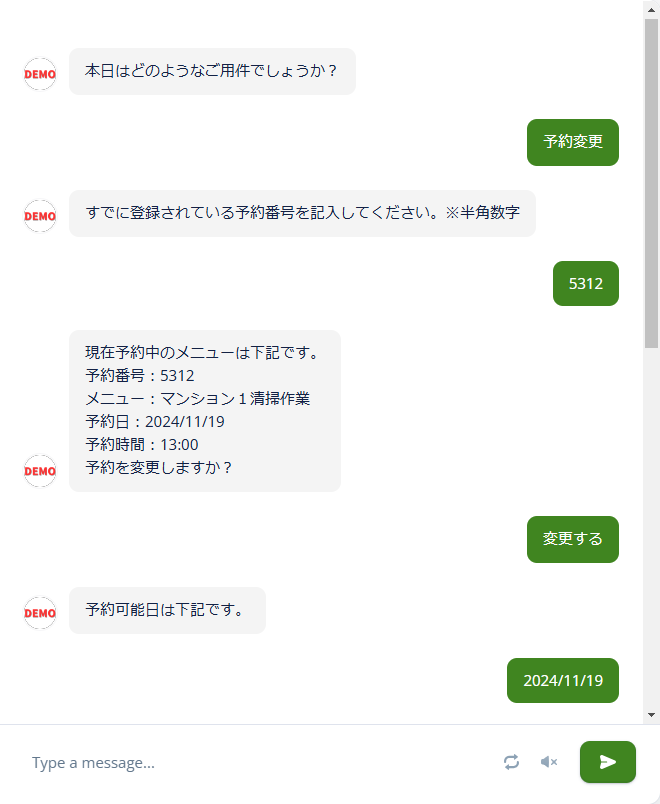 DEMO
本日はどのようなご用件でしょうか？
予約変更
DEMO
すでに登録されている予約番号を記入してください。※半角数字
5312
現在予約中のメニューは下記です。
予約番号：5312
メニュー：マンション１清掃作業
予約日：2024/11/19
予約時間：13:00
予約を変更しますか？
DEMO
変更する
DEMO
予約可能日は下記です。
2024/11/19
Type a message...